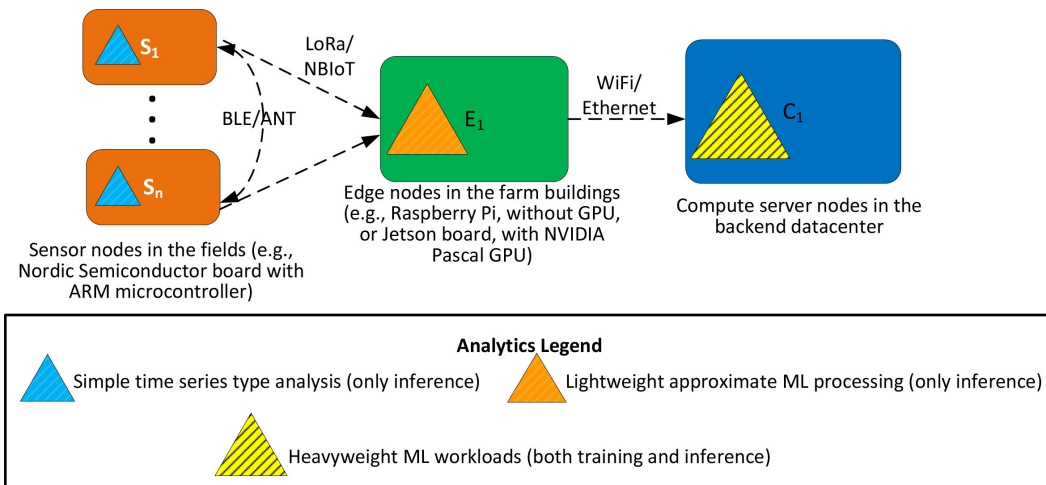 S1
LoRa/
NBIoT
BLE/ANT
Sn
E1
WiFi/
Ethernet
C1
Sensor nodes in the fields (e.g.,
Nordic Semiconductor board with
ARM microcontroller)
Edge nodes in the farm buildings
(e.g., Raspberry Pi, without GPU,
or Jetson board, with NVIDIA
Pascal GPU)
Compute server nodes in the
backend datacenter
Analytics Legend
Simple time series type analysis (only inference)
Lightweight approximate ML processing (only inference)
Heavyweight ML workloads (both training and inference)